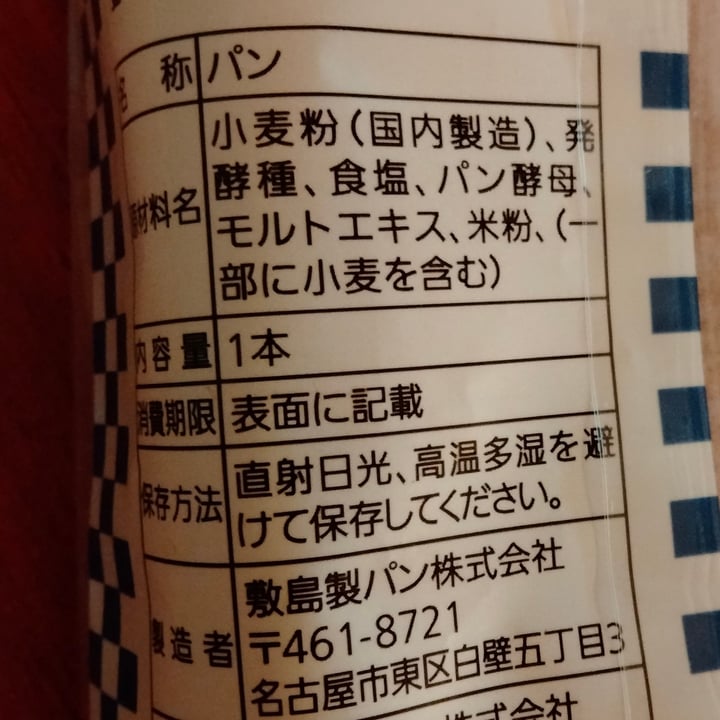 名称 パン
原材料名 小麦粉（国内製造）、発
酵種、食塩、パン酵母、
モルトエキス、米粉、（一
部に小麦を含む）
内容量 1本
消費期限 表面に記載
保存方法 直射日光、高温多湿を避
けて保存してください。
製造者 敷島製パン株式会社
〒461-8721
名古屋市東区白壁五丁目3
株式会社